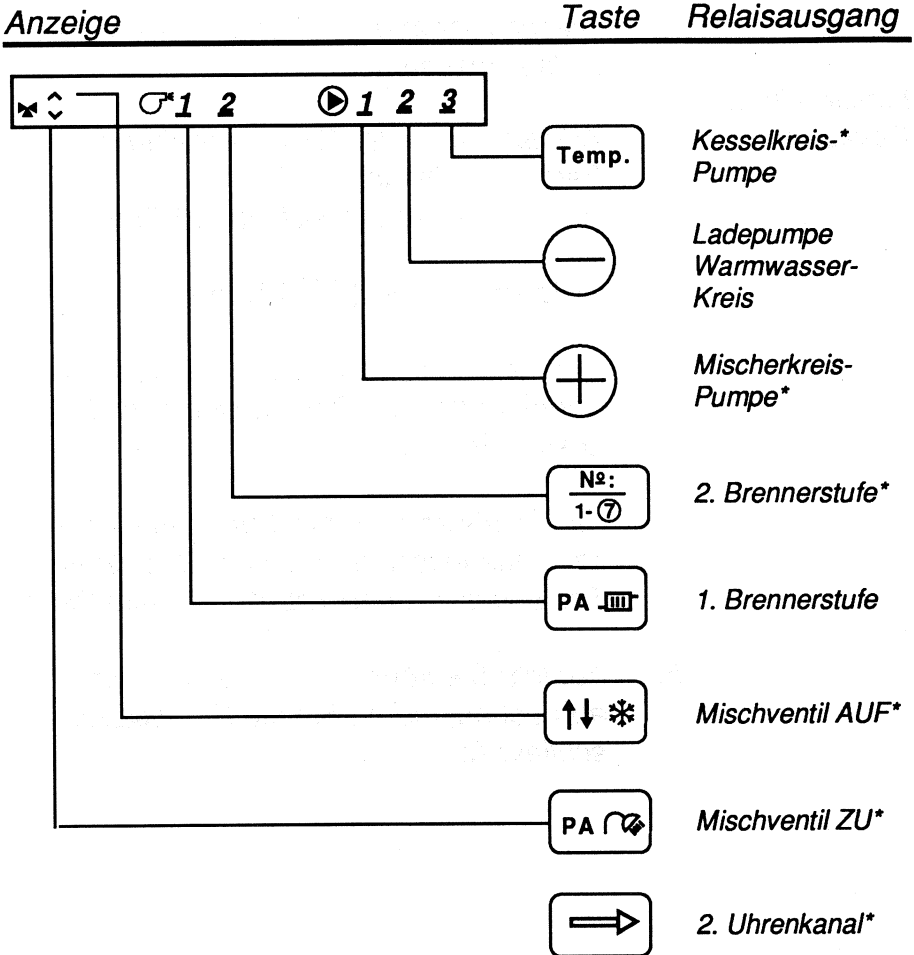 Anzeige Taste Relaisausgang
1 2 1 2 3
Temp. Kesselkreis-*
Pumpe
Ladepumpe
Warmwasser-
Kreis
Mischerkreis-
Pumpe*
Nº:
1-⑦ 2. Brennerstufe*
PA 1. Brennerstufe
↑↓ Mischventil AUF*
PA Mischventil ZU*
2. Uhrenkanal*